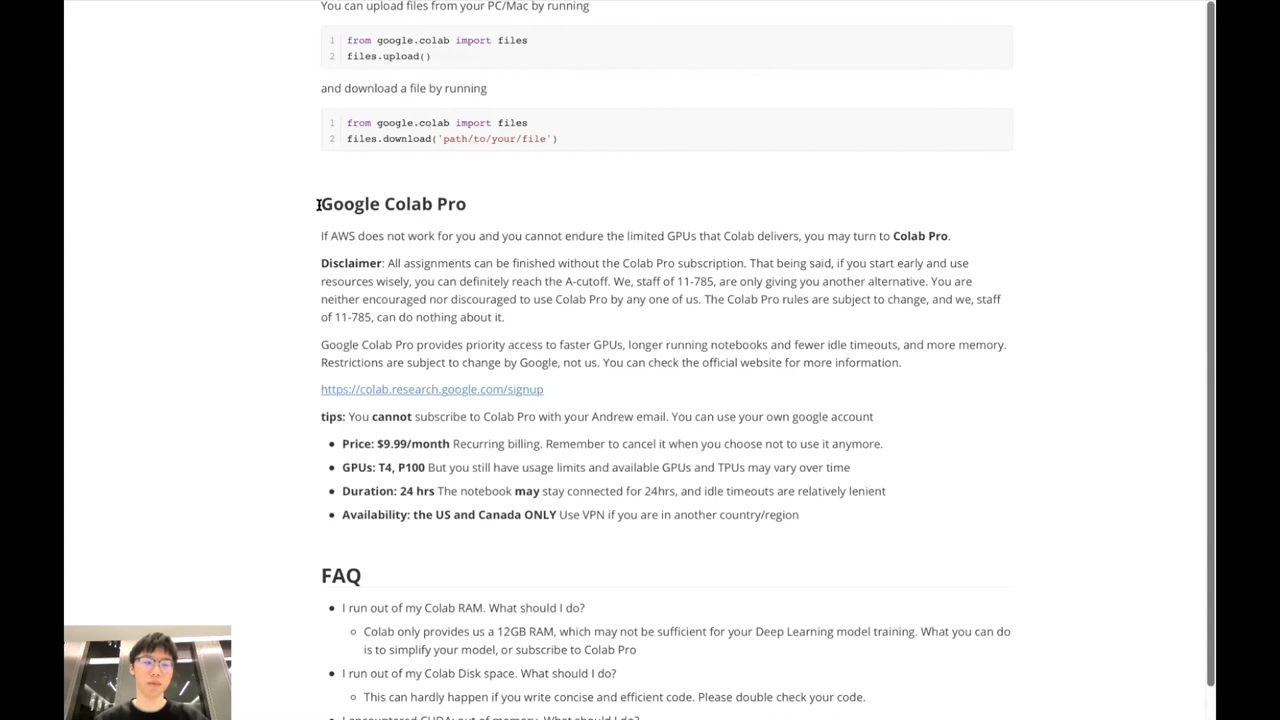 You can upload files from your PC/Mac by running
1 from google.colab import files
2 files.upload()
and download a file by running
1 from google.colab import files
2 files.download('path/to/your/file')
Google Colab Pro
If AWS does not work for you and you cannot endure the limited GPUs that Colab delivers, you may turn to Colab Pro.
Disclaimer: All assignments can be finished without the Colab Pro subscription. That being said, if you start early and use
resources wisely, you can definitely reach the A-cutoff. We, staff of 11-785, are only giving you another alternative. You are
neither encouraged nor discouraged to use Colab Pro by any one of us. The Colab Pro rules are subject to change, and we, staff
of 11-785, can do nothing about it.
Google Colab Pro provides priority access to faster GPUs, longer running notebooks and fewer idle timeouts, and more memory.
Restrictions are subject to change by Google, not us. You can check the official website for more information.
https://colab.research.google.com/signup
tips: You cannot subscribe to Colab Pro with your Andrew email. You can use your own google account
• Price: $9.99/month Recurring billing. Remember to cancel it when you choose not to use it anymore.
• GPUs: T4, P100 But you still have usage limits and available GPUs and TPUs may vary over time
• Duration: 24 hrs The notebook may stay connected for 24hrs, and idle timeouts are relatively lenient
• Availability: the US and Canada ONLY Use VPN if you are in another country/region
FAQ
• I run out of my Colab RAM. What should I do?
◦ Colab only provides us a 12GB RAM, which may not be sufficient for your Deep Learning model training. What you can do
is to simplify your model, or subscribe to Colab Pro
• I run out of my Colab Disk space. What should I do?
◦ This can hardly happen if you write concise and efficient code. Please double check your code.
I encountered CUDA: out of memory. What should I do?